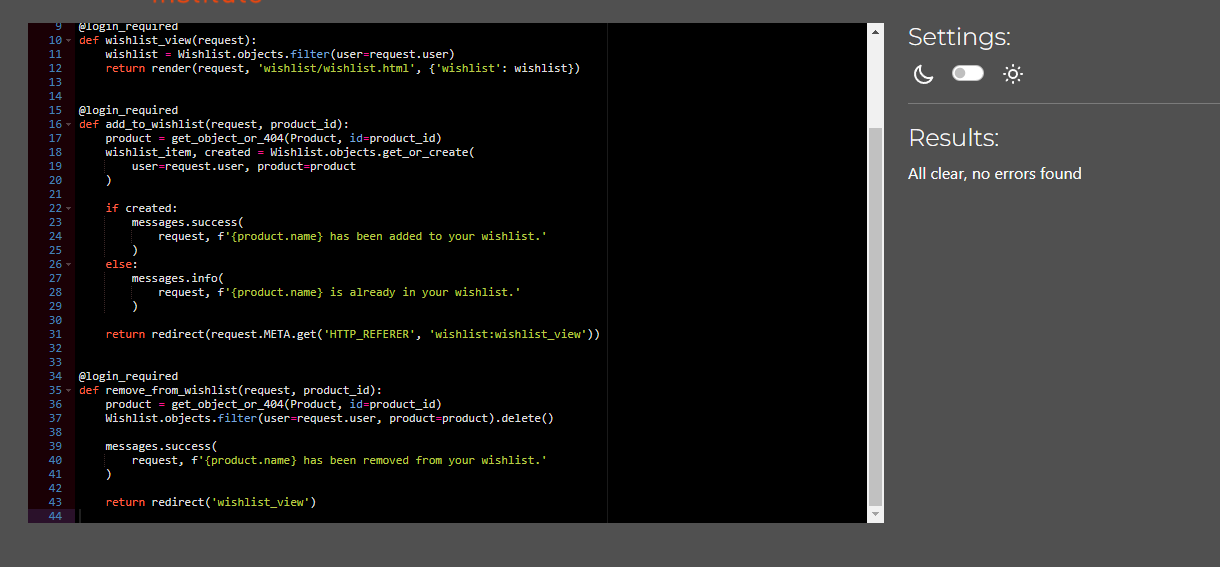 Institute
9 @login_required
10 def wishlist_view(request):
11 wishlist = Wishlist.objects.filter(user=request.user)
12 return render(request, 'wishlist/wishlist.html', {'wishlist': wishlist})
13
14
15 @login_required
16 def add_to_wishlist(request, product_id):
17 product = get_object_or_404(Product, id=product_id)
18 wishlist_item, created = Wishlist.objects.get_or_create(
19 user=request.user, product=product
20 )
21
22 if created:
23 messages.success(
24 request, f'{product.name} has been added to your wishlist.'
25 )
26 else:
27 messages.info(
28 request, f'{product.name} is already in your wishlist.'
29 )
30
31 return redirect(request.META.get('HTTP_REFERER', 'wishlist:wishlist_view'))
32
33
34 @login_required
35 def remove_from_wishlist(request, product_id):
36 product = get_object_or_404(Product, id=product_id)
37 Wishlist.objects.filter(user=request.user, product=product).delete()
38
39 messages.success(
40 request, f'{product.name} has been removed from your wishlist.'
41 )
42
43 return redirect('wishlist_view')
44
Settings:
Results:
All clear, no errors found